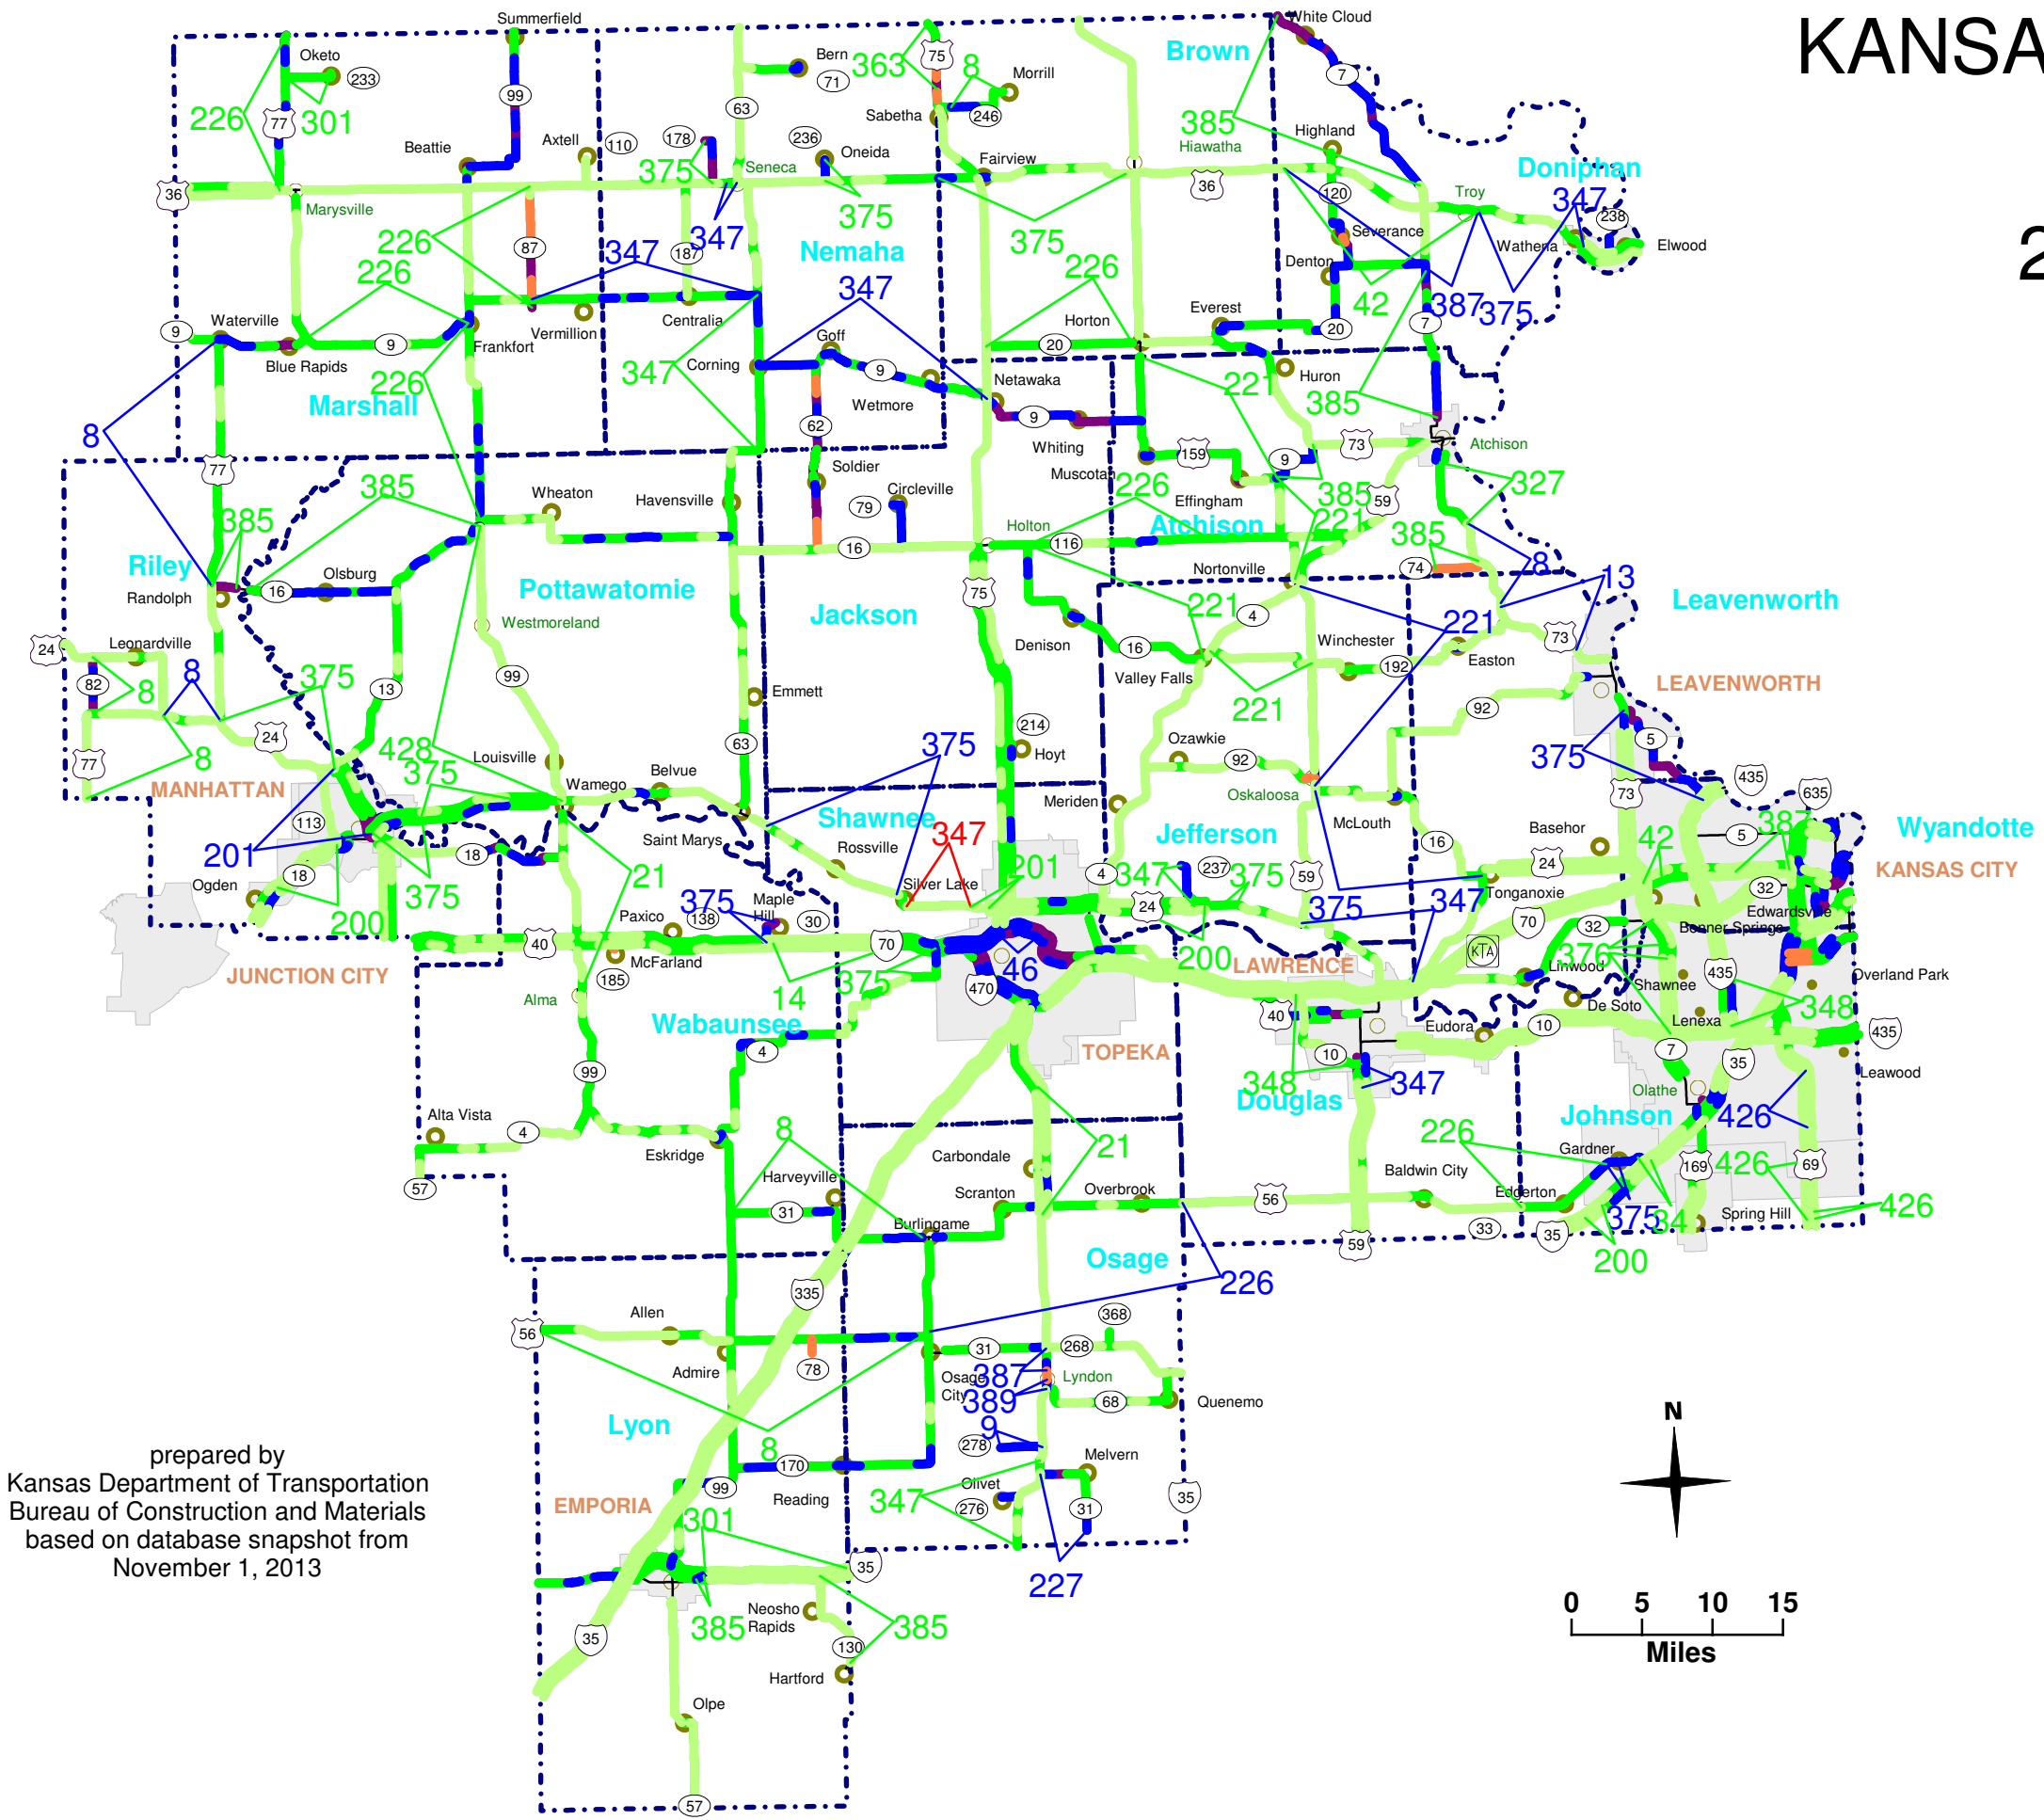 KANSA
2
Summerfield
White Cloud
Oketo
233
Bern
71
363
75
8
Morrill
Brown
7
226
77
301
99
63
Sabetha
246
385
Highland
Hiawatha
Beattie
Axtell
110
178
236
Oneida
375
Seneca
Fairview
Doniphan
36
Marysville
375
36
120
Troy
347
238
226
87
347
187
347
Nemaha
375
Severance
Wathena
Elwood
226
347
226
Denton
42
387
375
9
Waterville
Vermillion
Centralia
Everest
Horton
20
7
Blue Rapids
9
Frankfort
Corning
Goff
20
226
347
9
Netawaka
Huron
221
385
Marshall
Wetmore
9
8
62
Whiting
73
Atchison
77
Soldier
Muscotah
159
9
385
Wheaton
Havensville
Circleville
79
226
Effingham
385
59
327
385
Holton
Atchison
221
385
Riley
16
116
8
13
Randolph
16
Olsburg
Pottawatomie
75
Nortonville
74
Leavenworth
24
Leonardville
Westmoreland
Jackson
221
4
221
73
82
8
8
375
13
99
Denison
16
Winchester
192
Easton
Valley Falls
LEAVENWORTH
Emmett
221
92
24
8
77
428
Louisville
63
375
214
Hoyt
Ozawkie
92
375
5
435
MANHATTAN
375
Wamego
Belvue
Meriden
Oskaloosa
73
635
113
Saint Marys
Shawnee
347
Jefferson
McLouth
Basehor
5
387
Wyandotte
201
18
Rossville
16
42
24
KANSAS CITY
Ogden
18
21
Silver Lake
201
4
347
237
375
59
Tonganoxie
32
375
Maple
Hill
375
24
375
347
70
Edwardsville
200
Paxico
138
30
32
Bonner Springs
40
70
KTA
376
JUNCTION CITY
McFarland
46
200
LAWRENCE
Linwood
185
14
375
470
435
Overland Park
Shawnee
Alma
348
De Soto
Wabaunsee
40
Eudora
10
Lenexa
435
4
TOPEKA
10
7
35
99
348
347
Leawood
Douglas
Olathe
Johnson
426
Alta Vista
4
8
21
226
Eskridge
Carbondale
Gardner
Harveyville
Baldwin City
169
426
69
57
31
Scranton
Overbrook
56
Edgerton
Burlingame
33
375
34
Spring Hill
426
59
35
Osage
200
226
335
Allen
368
56
31
268
Admire
78
387
Osage
City
Lyndon
389
68
Quenemo
Lyon
9
8
278
Melvern
170
99
Olivet
Reading
347
276
31
35
EMPORIA
301
35
227
385
Neosho
Rapids
385
35
130
Hartford
Olpe
57
prepared by
Kansas Department of Transportation
Bureau of Construction and Materials
based on database snapshot from
November 1, 2013
N
0 5 10 15
Miles